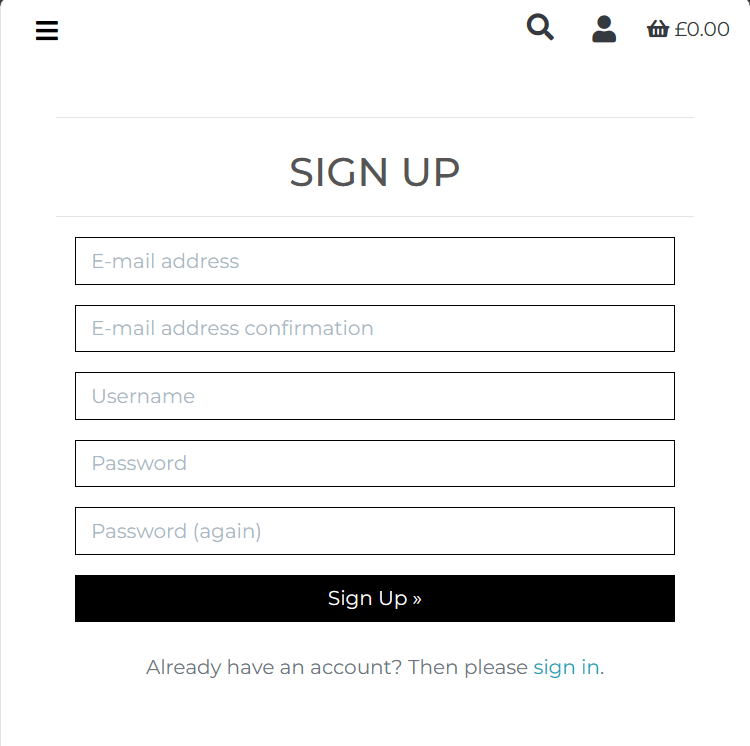 £0.00
SIGN UP
E-mail address
E-mail address confirmation
Username
Password
Password (again)
Sign Up »
Already have an account? Then please sign in.